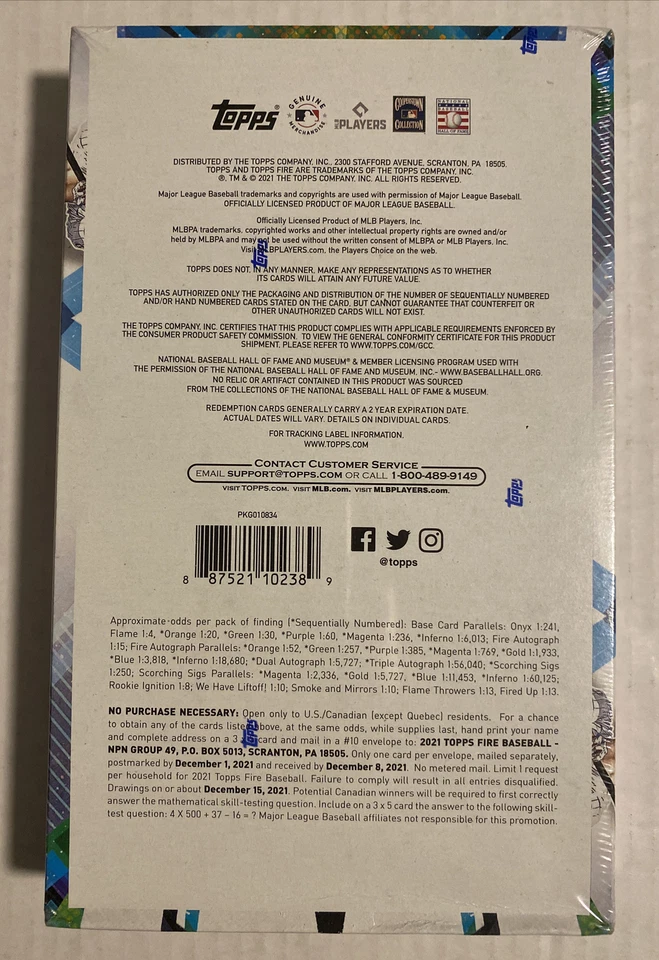 Topps
Topps
GENUINE
MERCHANDISE
PLAYERS
COOPERSTOWN
COLLECTION
NATIONAL
BASEBALL
HALL OF FAME
DISTRIBUTED BY THE TOPPS COMPANY, INC., 2300 STAFFORD AVENUE, SCRANTON, PA 18505.
TOPPS AND TOPPS FIRE ARE TRADEMARKS OF THE TOPPS COMPANY, INC.
®, TM & © 2021 THE TOPPS COMPANY, INC. ALL RIGHTS RESERVED.
Major League Baseball trademarks and copyrights are used with permission of Major League Baseball.
OFFICIALLY LICENSED PRODUCT OF MAJOR LEAGUE BASEBALL.
Officially Licensed Product of MLB Players, Inc.
MLBPA trademarks, copyrighted works and other intellectual property rights are owned and/or
held by MLBPA and may not be used without the written consent of MLBPA or MLB Players, Inc.
Visit MLBPLAYERS.com, the Players Choice on the web.
Topps
TOPPS DOES NOT, IN ANY MANNER, MAKE ANY REPRESENTATIONS AS TO WHETHER
ITS CARDS WILL ATTAIN ANY FUTURE VALUE.
TOPPS HAS AUTHORIZED ONLY THE PACKAGING AND DISTRIBUTION OF THE NUMBER OF SEQUENTIALLY NUMBERED
AND/OR HAND NUMBERED CARDS STATED ON THE CARD. BUT CANNOT GUARANTEE THAT COUNTERFEIT OR
OTHER UNAUTHORIZED CARDS WILL NOT EXIST.
THE TOPPS COMPANY, INC. CERTIFIES THAT THIS PRODUCT COMPLIES WITH APPLICABLE REQUIREMENTS ENFORCED BY
THE CONSUMER PRODUCT SAFETY COMMISSION. TO VIEW THE GENERAL CONFORMITY CERTIFICATE FOR THIS PRODUCT
SHIPMENT, PLEASE REFER TO WWW.TOPPS.COM/GCC.
NATIONAL BASEBALL HALL OF FAME AND MUSEUM® & MEMBER LICENSING PROGRAM USED WITH
THE PERMISSION OF THE NATIONAL BASEBALL HALL OF FAME AND MUSEUM, INC.- WWW.BASEBALLHALL.ORG.
NO RELIC OR ARTIFACT CONTAINED IN THIS PRODUCT WAS SOURCED
FROM THE COLLECTIONS OF THE NATIONAL BASEBALL HALL OF FAME & MUSEUM.
REDEMPTION CARDS GENERALLY CARRY A 2 YEAR EXPIRATION DATE.
ACTUAL DATES WILL VARY. DETAILS ON INDIVIDUAL CARDS.
FOR TRACKING LABEL INFORMATION,
WWW.TOPPS.COM
CONTACT CUSTOMER SERVICE
EMAIL SUPPORT@TOPPS.COM OR CALL 1-800-489-9149
VISIT TOPPS.COM. VISIT MLB.com. VISIT MLBPLAYERS.com.
Topps
PKG010834
8 87521 10238 9
@topps
Approximate odds per pack of finding (*Sequentially Numbered): Base Card Parallels: Onyx 1:241,
Flame 1:4, *Orange 1:20, *Green 1:30, *Purple 1:60, *Magenta 1:236, *Inferno 1:6,013; Fire Autograph
1:15; Fire Autograph Parallels: *Orange 1:52, *Green 1:257, *Purple 1:385, *Magenta 1:769, *Gold 1:1,933,
*Blue 1:3,818, *Inferno 1:18,680; *Dual Autograph 1:5,727; *Triple Autograph 1:56,040; *Scorching Sigs
1:250; Scorching Sigs Parallels: *Magenta 1:2,336, *Gold 1:5,727, *Blue 1:11,453, *Inferno 1:60,125;
Rookie Ignition 1:8; We Have Liftoff! 1:10; Smoke and Mirrors 1:10; Flame Throwers 1:13, Fired Up 1:13.
NO PURCHASE NECESSARY: Open only to U.S./Canadian (except Quebec) residents. For a chance
to obtain any of the cards listed above, at the same odds, while supplies last, hand print your name
and complete address on a 3 card and mail in a #10 envelope to: 2021 TOPPS FIRE BASEBALL -
NPN GROUP 49, P.O. BOX 5013, SCRANTON, PA 18505. Only one card per envelope, mailed separately,
postmarked by December 1, 2021 and received by December 8, 2021. No metered mail. Limit 1 request
per household for 2021 Topps Fire Baseball. Failure to comply will result in all entries disqualified.
Drawings on or about December 15, 2021. Potential Canadian winners will be required to first correctly
answer the mathematical skill-testing question. Include on a 3 x 5 card the answer to the following skill-
test question: 4 X 500 + 37 – 16 = ? Major League Baseball affiliates not responsible for this promotion.
Topps